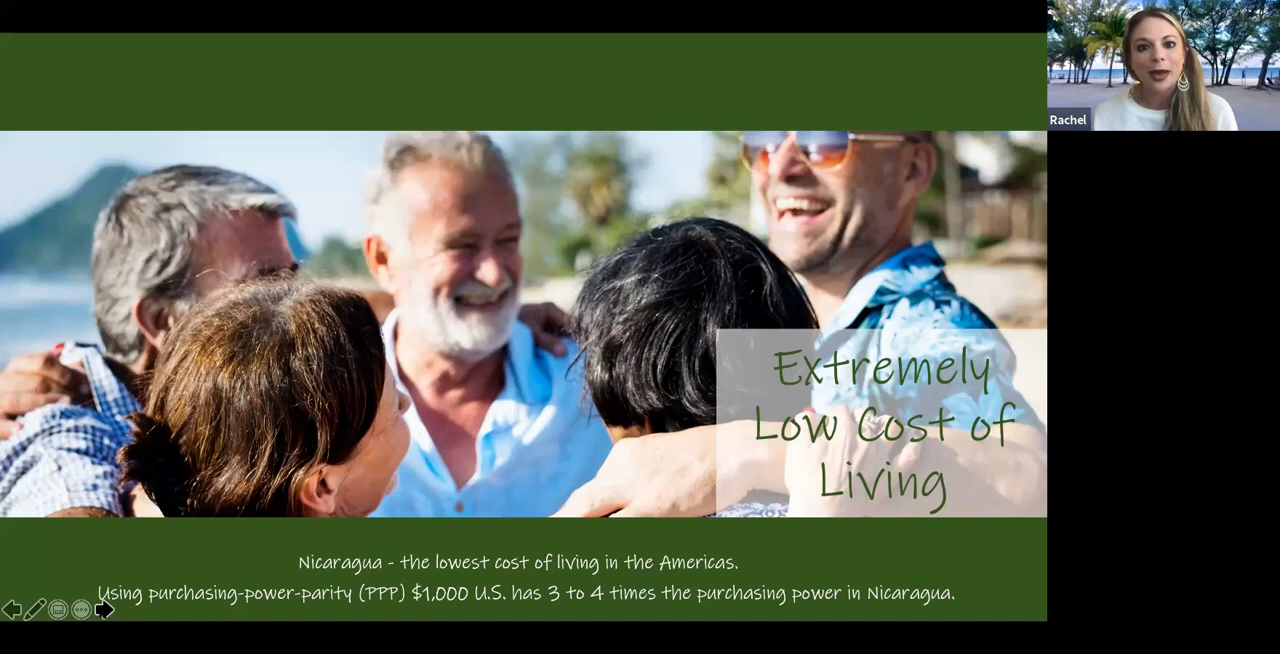 Rachel
Extremely
Low Cost of
Living
Nicaragua - the lowest cost of living in the Americas.
Using purchasing-power-parity (PPP) $1,000 U.S. has 3 to 4 times the purchasing power in Nicaragua.